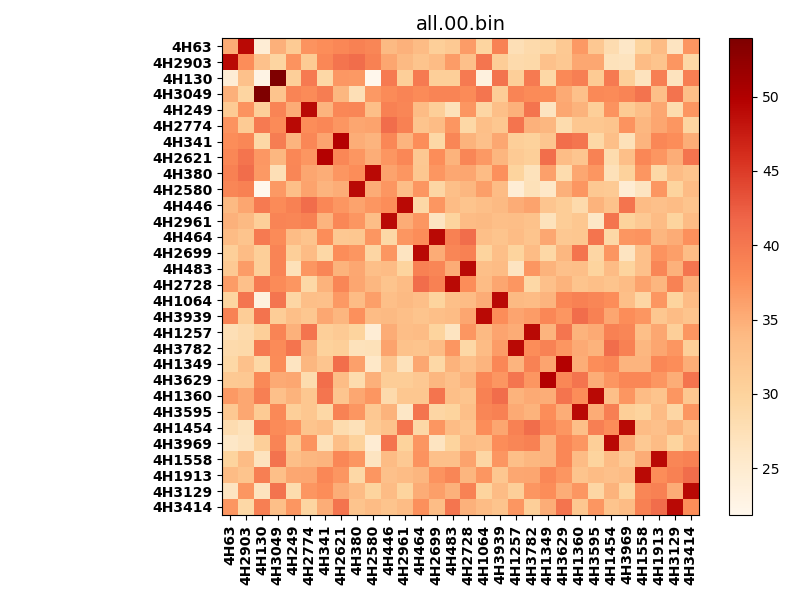 all.00.bin
4H63
4H2903
4H130
4H3049
4H249
4H2774
4H341
4H2621
4H380
4H2580
4H446
4H2961
4H464
4H2699
4H483
4H2728
4H1064
4H3939
4H1257
4H3782
4H1349
4H3629
4H1360
4H3595
4H1454
4H3969
4H1558
4H1913
4H3129
4H3414
50
45
40
35
30
25
4H63
4H2903
4H130
4H3049
4H249
4H2774
4H341
4H2621
4H380
4H2580
4H446
4H2961
4H464
4H2699
4H483
4H2728
4H1064
4H3939
4H1257
4H3782
4H1349
4H3629
4H1360
4H3595
4H1454
4H3969
4H1558
4H1913
4H3129
4H3414